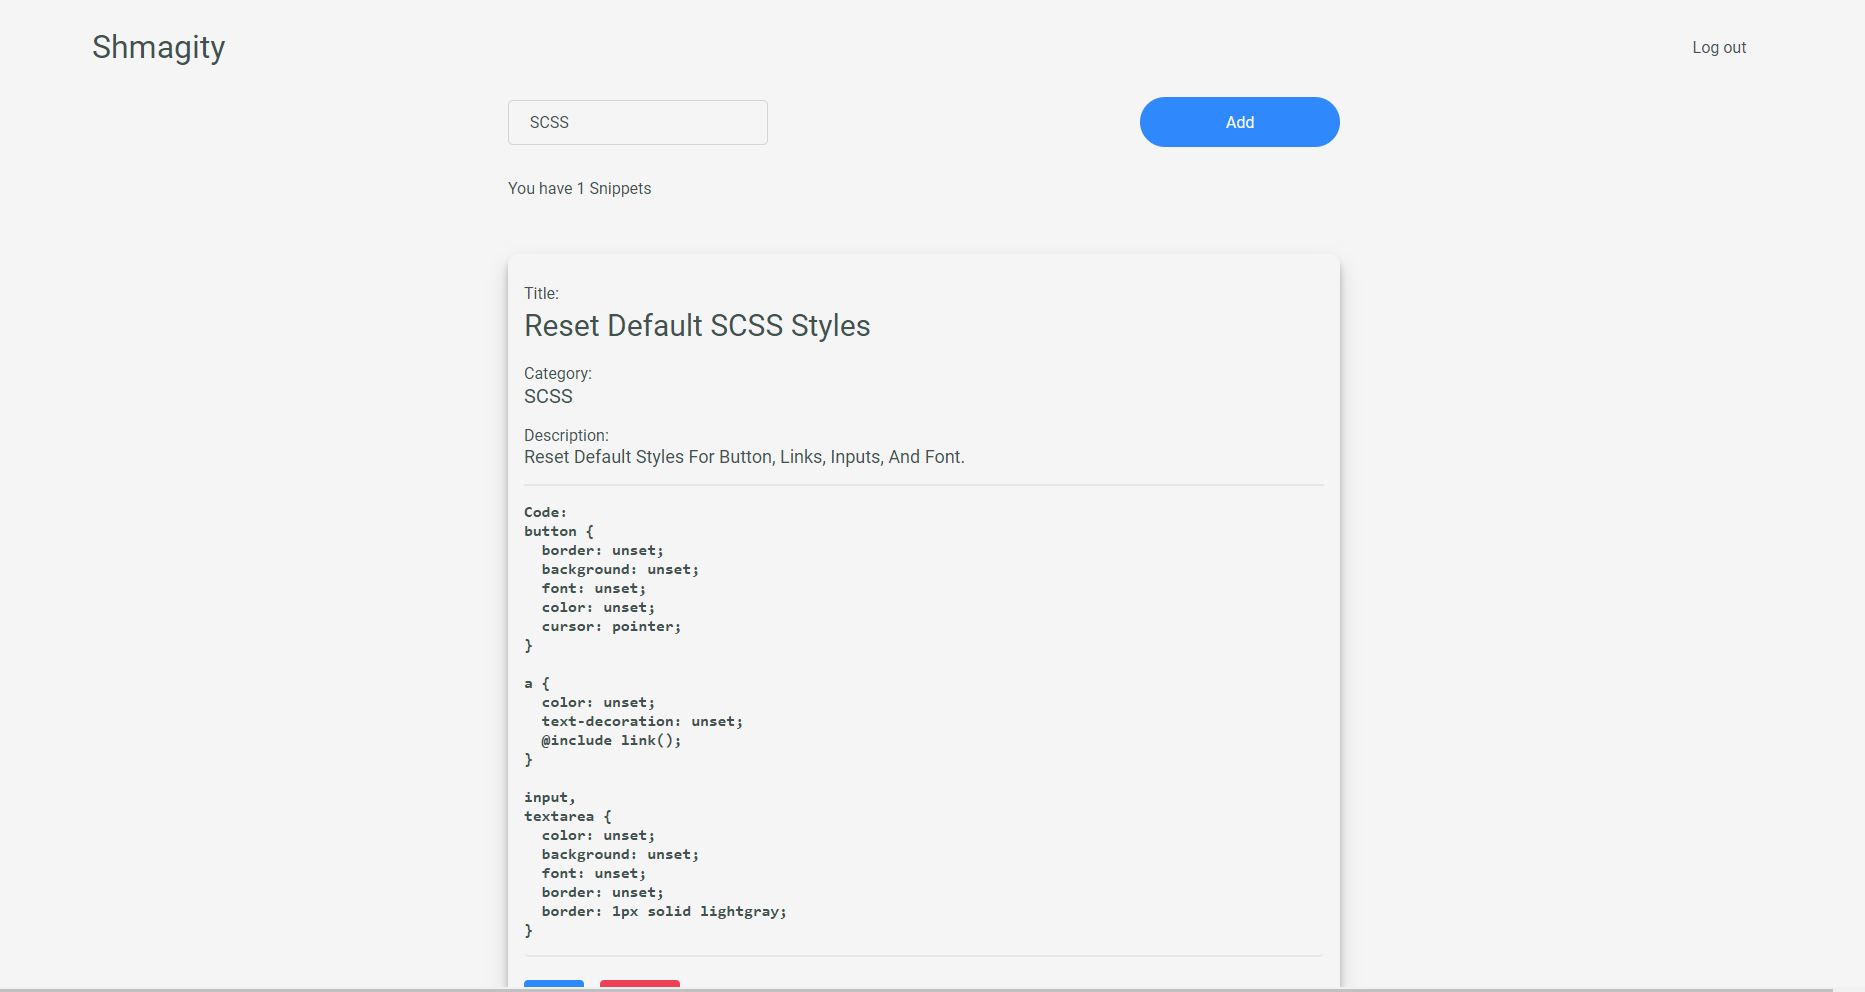 Shmagity
Log out
SCSS
Add
You have 1 Snippets
Title:
Reset Default SCSS Styles
Category:
SCSS
Description:
Reset Default Styles For Button, Links, Inputs, And Font.
Code:
button {
  border: unset;
  background: unset;
  font: unset;
  color: unset;
  cursor: pointer;
}
a {
  color: unset;
  text-decoration: unset;
  @include link();
}
input,
textarea {
  color: unset;
  background: unset;
  font: unset;
  border: unset;
  border: 1px solid lightgray;
}